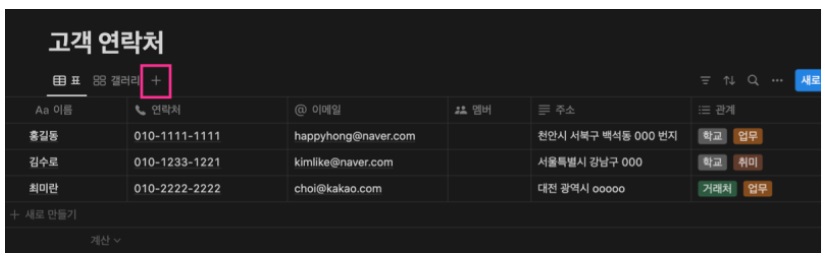 고객 연락처
표 갤러리 +
새로
Aa 이름 연락처 @ 이메일 멤버 주소 관계
홍길동 010-1111-1111 happyhong@naver.com 천안시 서북구 백석동 000 번지 학교 업무
김수로 010-1233-1221 kimlike@naver.com 서울특별시 강남구 000 학교 취미
최미란 010-2222-2222 choi@kakao.com 대전 광역시 ooooo 거래처 업무
+ 새로 만들기
계산